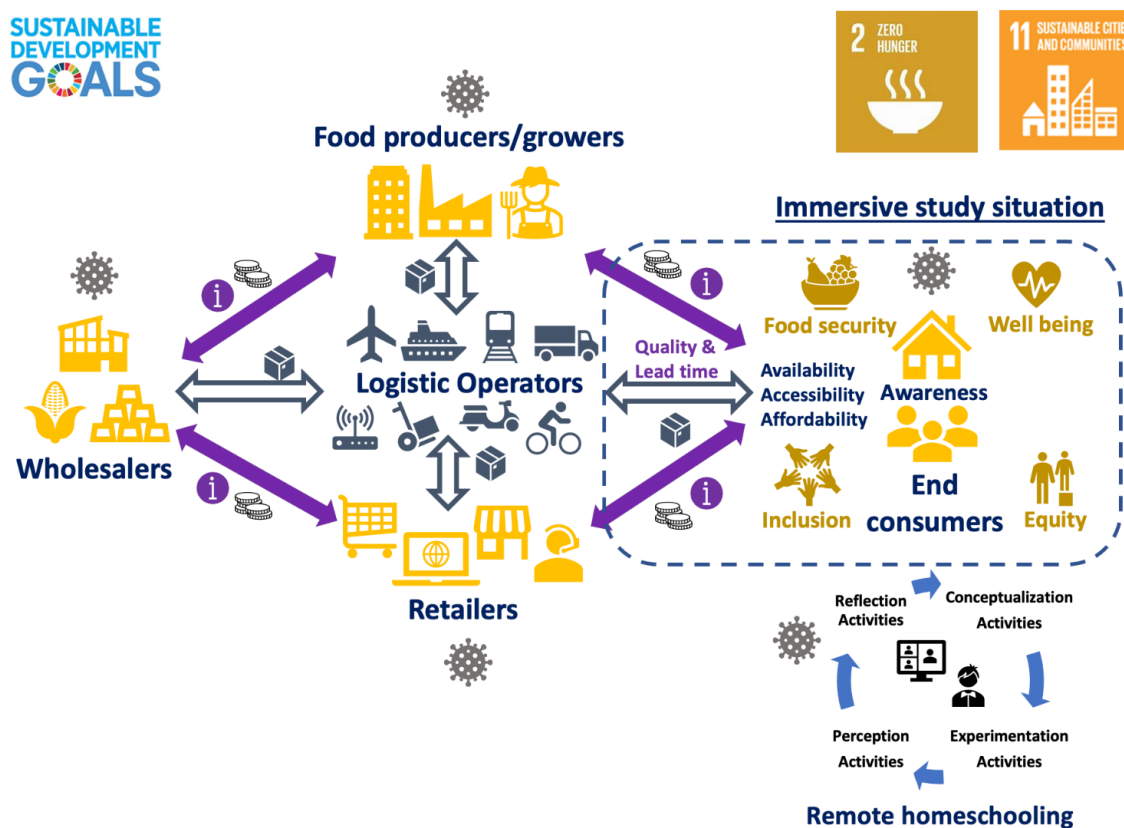 SUSTAINABLE
DEVELOPMENT
GOALS
2 ZERO
HUNGER
11 SUSTAINABLE CITIE
AND COMMUNITIES
Food producers/growers
Immersive study situation
i
i
Food security
Well being
Quality &
Lead time
Logistic Operators
Availability
Accessibility
Affordability
Awareness
Wholesalers
i
i
Inclusion
End
consumers
Equity
Retailers
Reflection
Activities
Conceptualization
Activities
Perception
Activities
Experimentation
Activities
Remote homeschooling